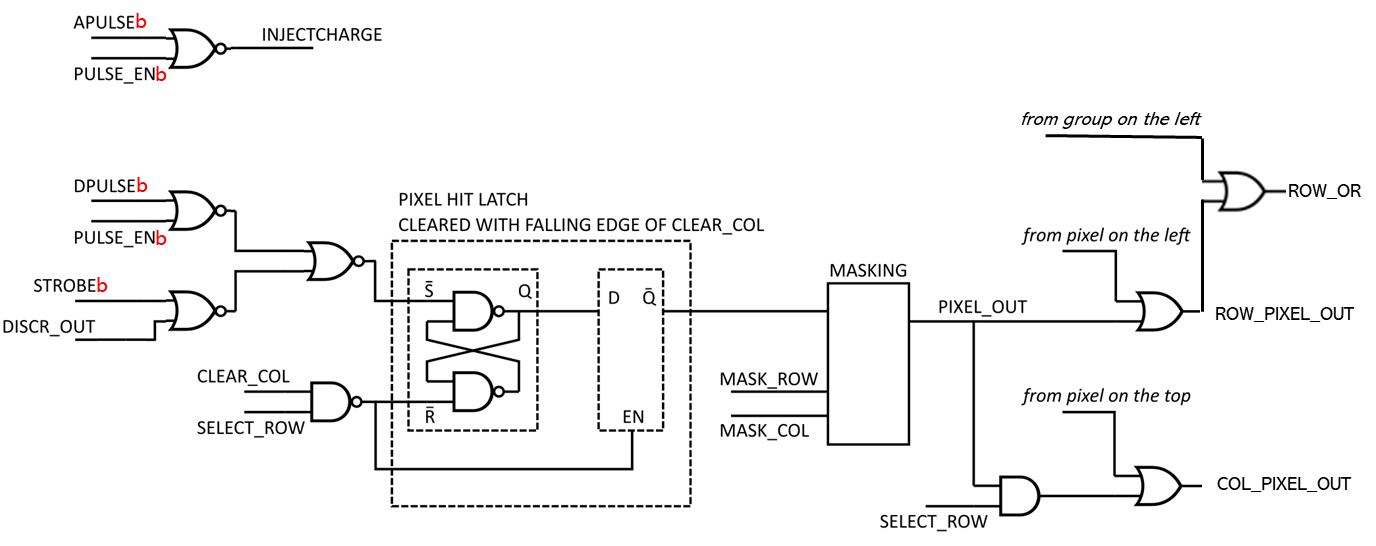 APULSEb
INJECTCHARGE
PULSE_ENb
from group on the left
DPULSEb
PIXEL HIT LATCH
ROW_OR
CLEARED WITH FALLING EDGE OF CLEAR_COL
PULSE_ENb
from pixel on the left
MASKING
STROBEb
S̅
Q
D
Q̅
PIXEL_OUT
DISCR_OUT
ROW_PIXEL_OUT
CLEAR_COL
MASK_ROW
from pixel on the top
SELECT_ROW
R̅
EN
MASK_COL
COL_PIXEL_OUT
SELECT_ROW